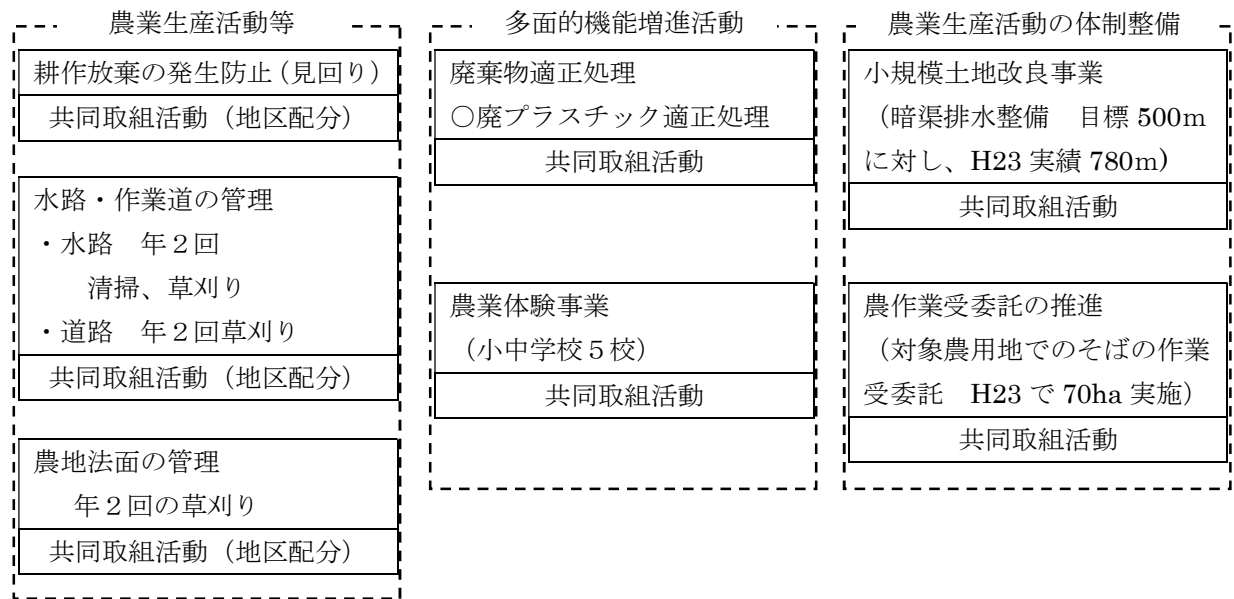 農業生産活動等
耕作放棄の発生防止（見回り）
共同取組活動（地区配分）
水路・作業道の管理
・水路　年２回
清掃、草刈り
・道路　年２回草刈り
共同取組活動（地区配分）
農地法面の管理
年２回の草刈り
共同取組活動（地区配分）
多面的機能増進活動
廃棄物適正処理
○廃プラスチック適正処理
共同取組活動
農業体験事業
（小中学校５校）
共同取組活動
農業生産活動の体制整備
小規模土地改良事業
（暗渠排水整備　目標 500m
に対し、H23 実績 780m)
共同取組活動
農作業受委託の推進
（対象農用地でのそばの作業
受委託　H23 で 70ha 実施）
共同取組活動